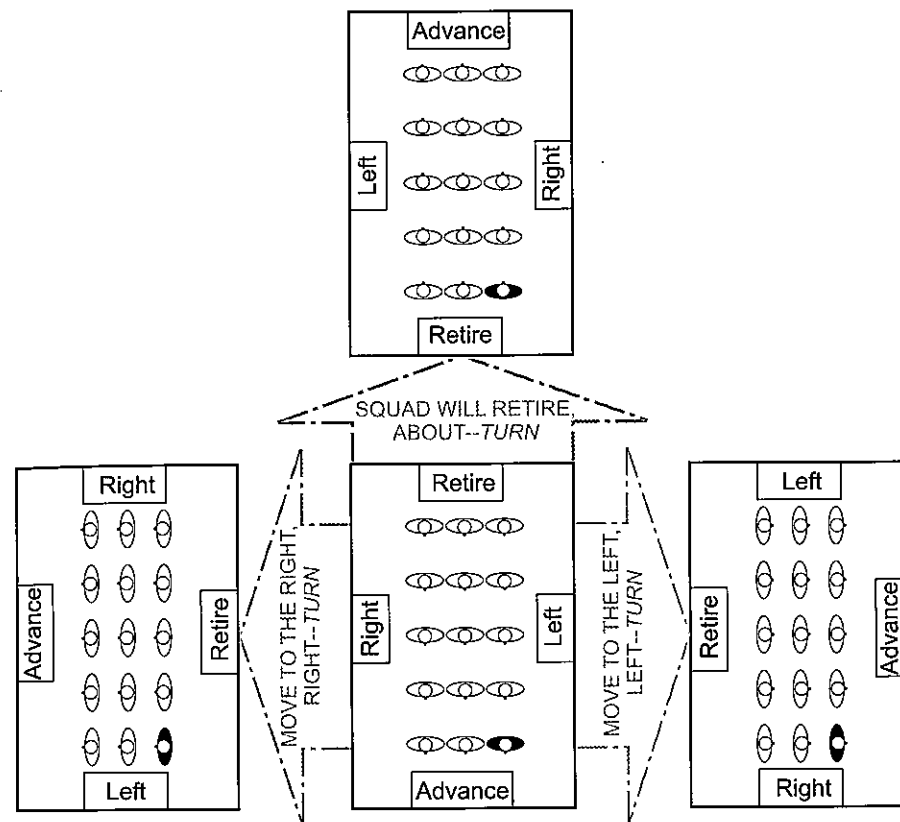 Advance
Left
Right
Retire
SQUAD WILL RETIRE,
ABOUT--TURN
Right
Advance
Retire
Left
MOVE TO THE RIGHT,
RIGHT--TURN
Retire
Right
Left
Advance
MOVE TO THE LEFT,
LEFT--TURN
Left
Retire
Advance
Right